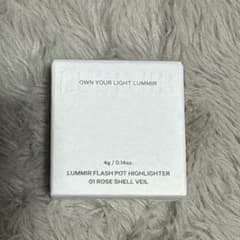 OWN YOUR LIGHT LUMMIR
4g / 0.14oz.
LUMMIR FLASH POT HIGHLIGHTER
01 ROSE SHELL VEIL